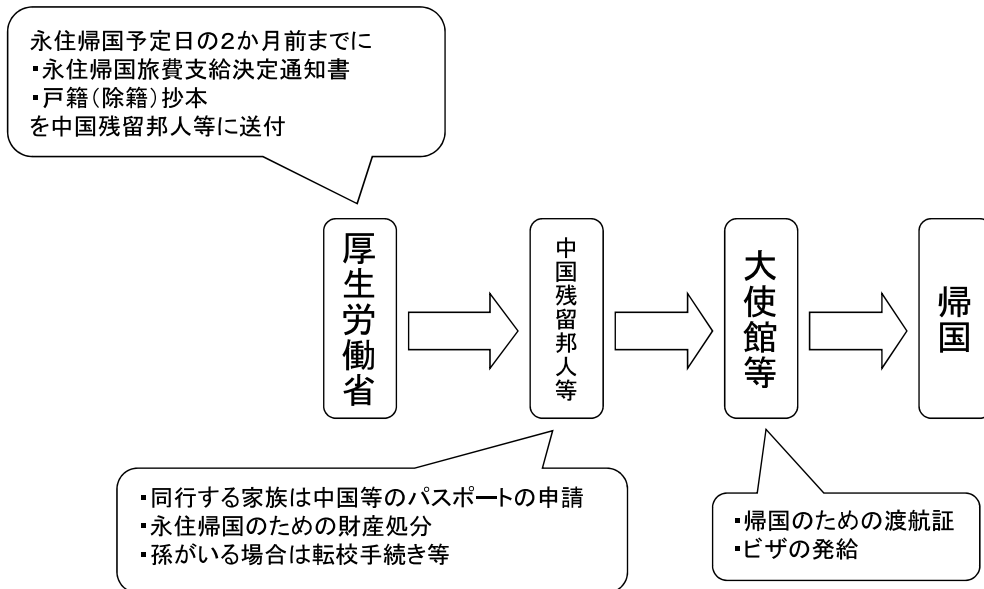 永住帰国予定日の2か月前までに
・永住帰国旅費支給決定通知書
・戸籍(除籍)抄本
を中国残留邦人等に送付
厚生労働省
中国残留邦人等
大使館等
帰国
・同行する家族は中国等のパスポートの申請
・永住帰国のための財産処分
・孫がいる場合は転校手続き等
・帰国のための渡航証
・ビザの発給